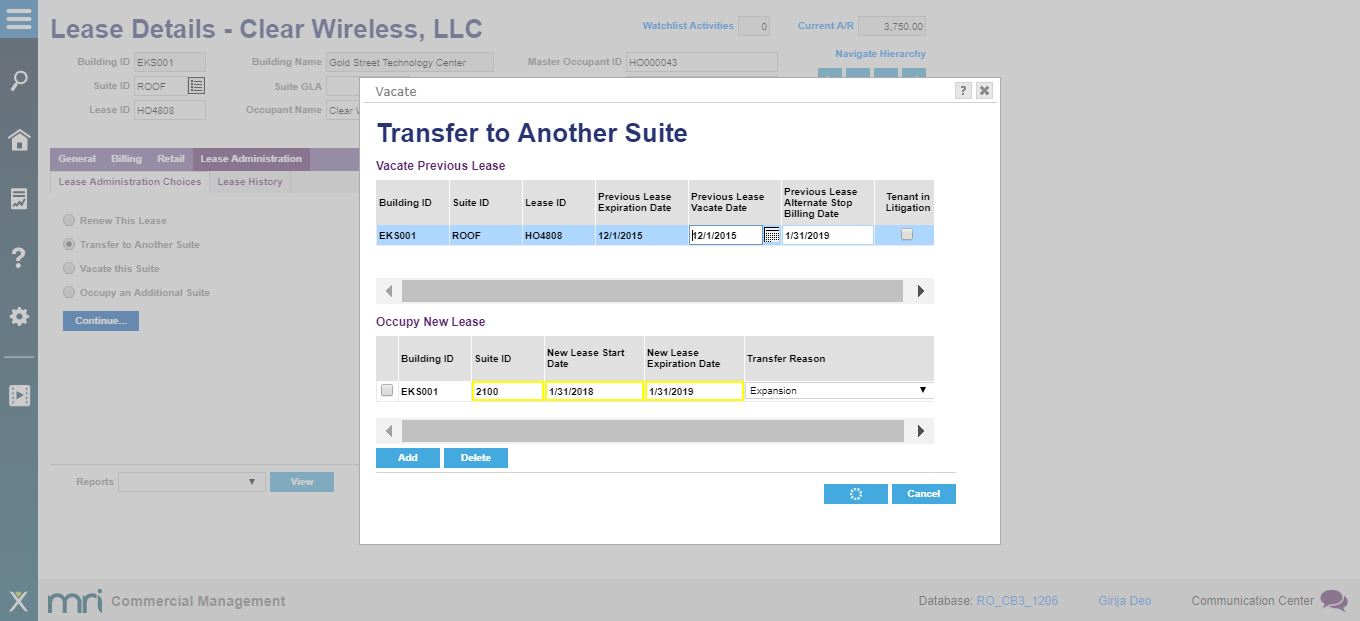 Lease Details - Clear Wireless, LLC
Watchlist Activities 0
Current A/R 3,750.00
Navigate Hierarchy
Building ID EKS001
Building Name Gold Street Technology Center
Master Occupant ID HO000043
Suite ID ROOF
Suite GLA
Lease ID HO4808
Occupant Name Clear
General Billing Retail Lease Administration
Lease Administration Choices Lease History
Renew This Lease
Transfer to Another Suite
Vacate this Suite
Occupy an Additional Suite
Continue...
Reports
View
Vacate
?
Transfer to Another Suite
Vacate Previous Lease
Building ID Suite ID Lease ID Previous Lease Expiration Date Previous Lease Vacate Date Previous Lease Alternate Stop Billing Date Tenant in Litigation
EKS001 ROOF HO4808 12/1/2015 12/1/2015 1/31/2019
Occupy New Lease
Building ID Suite ID New Lease Start Date New Lease Expiration Date Transfer Reason
EKS001 2100 1/31/2018 1/31/2019 Expansion
Add Delete
Cancel
mri Commercial Management
Database: RO_CB3_1206
Girija Deo
Communication Center